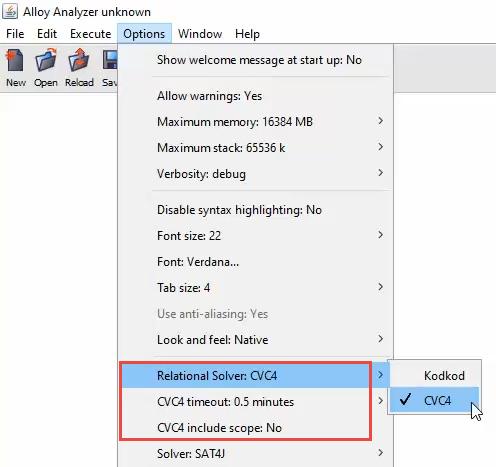 Alloy Analyzer unknown
File Edit Execute Options Window Help
New Open Reload
Show welcome message at start up: No
Allow warnings: Yes
Maximum memory: 16384 MB
Maximum stack: 65536 k
Verbosity: debug
Disable syntax highlighting: No
Font size: 22
Font: Verdana...
Tab size: 4
Use anti-aliasing: Yes
Look and feel: Native
Relational Solver: CVC4
Kodkod
CVC4
CVC4 timeout: 0.5 minutes
CVC4 include scope: No
Solver: SAT4J